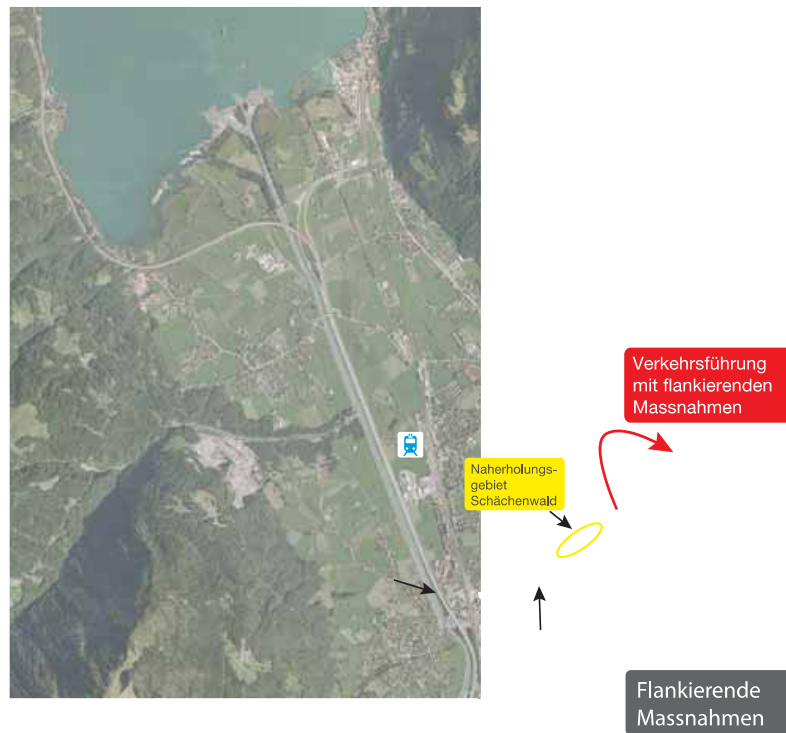 Verkehrsführung
mit flankierenden
Massnahmen
Naherholungs-
gebiet
Schächenwald
Flankierende
Massnahmen